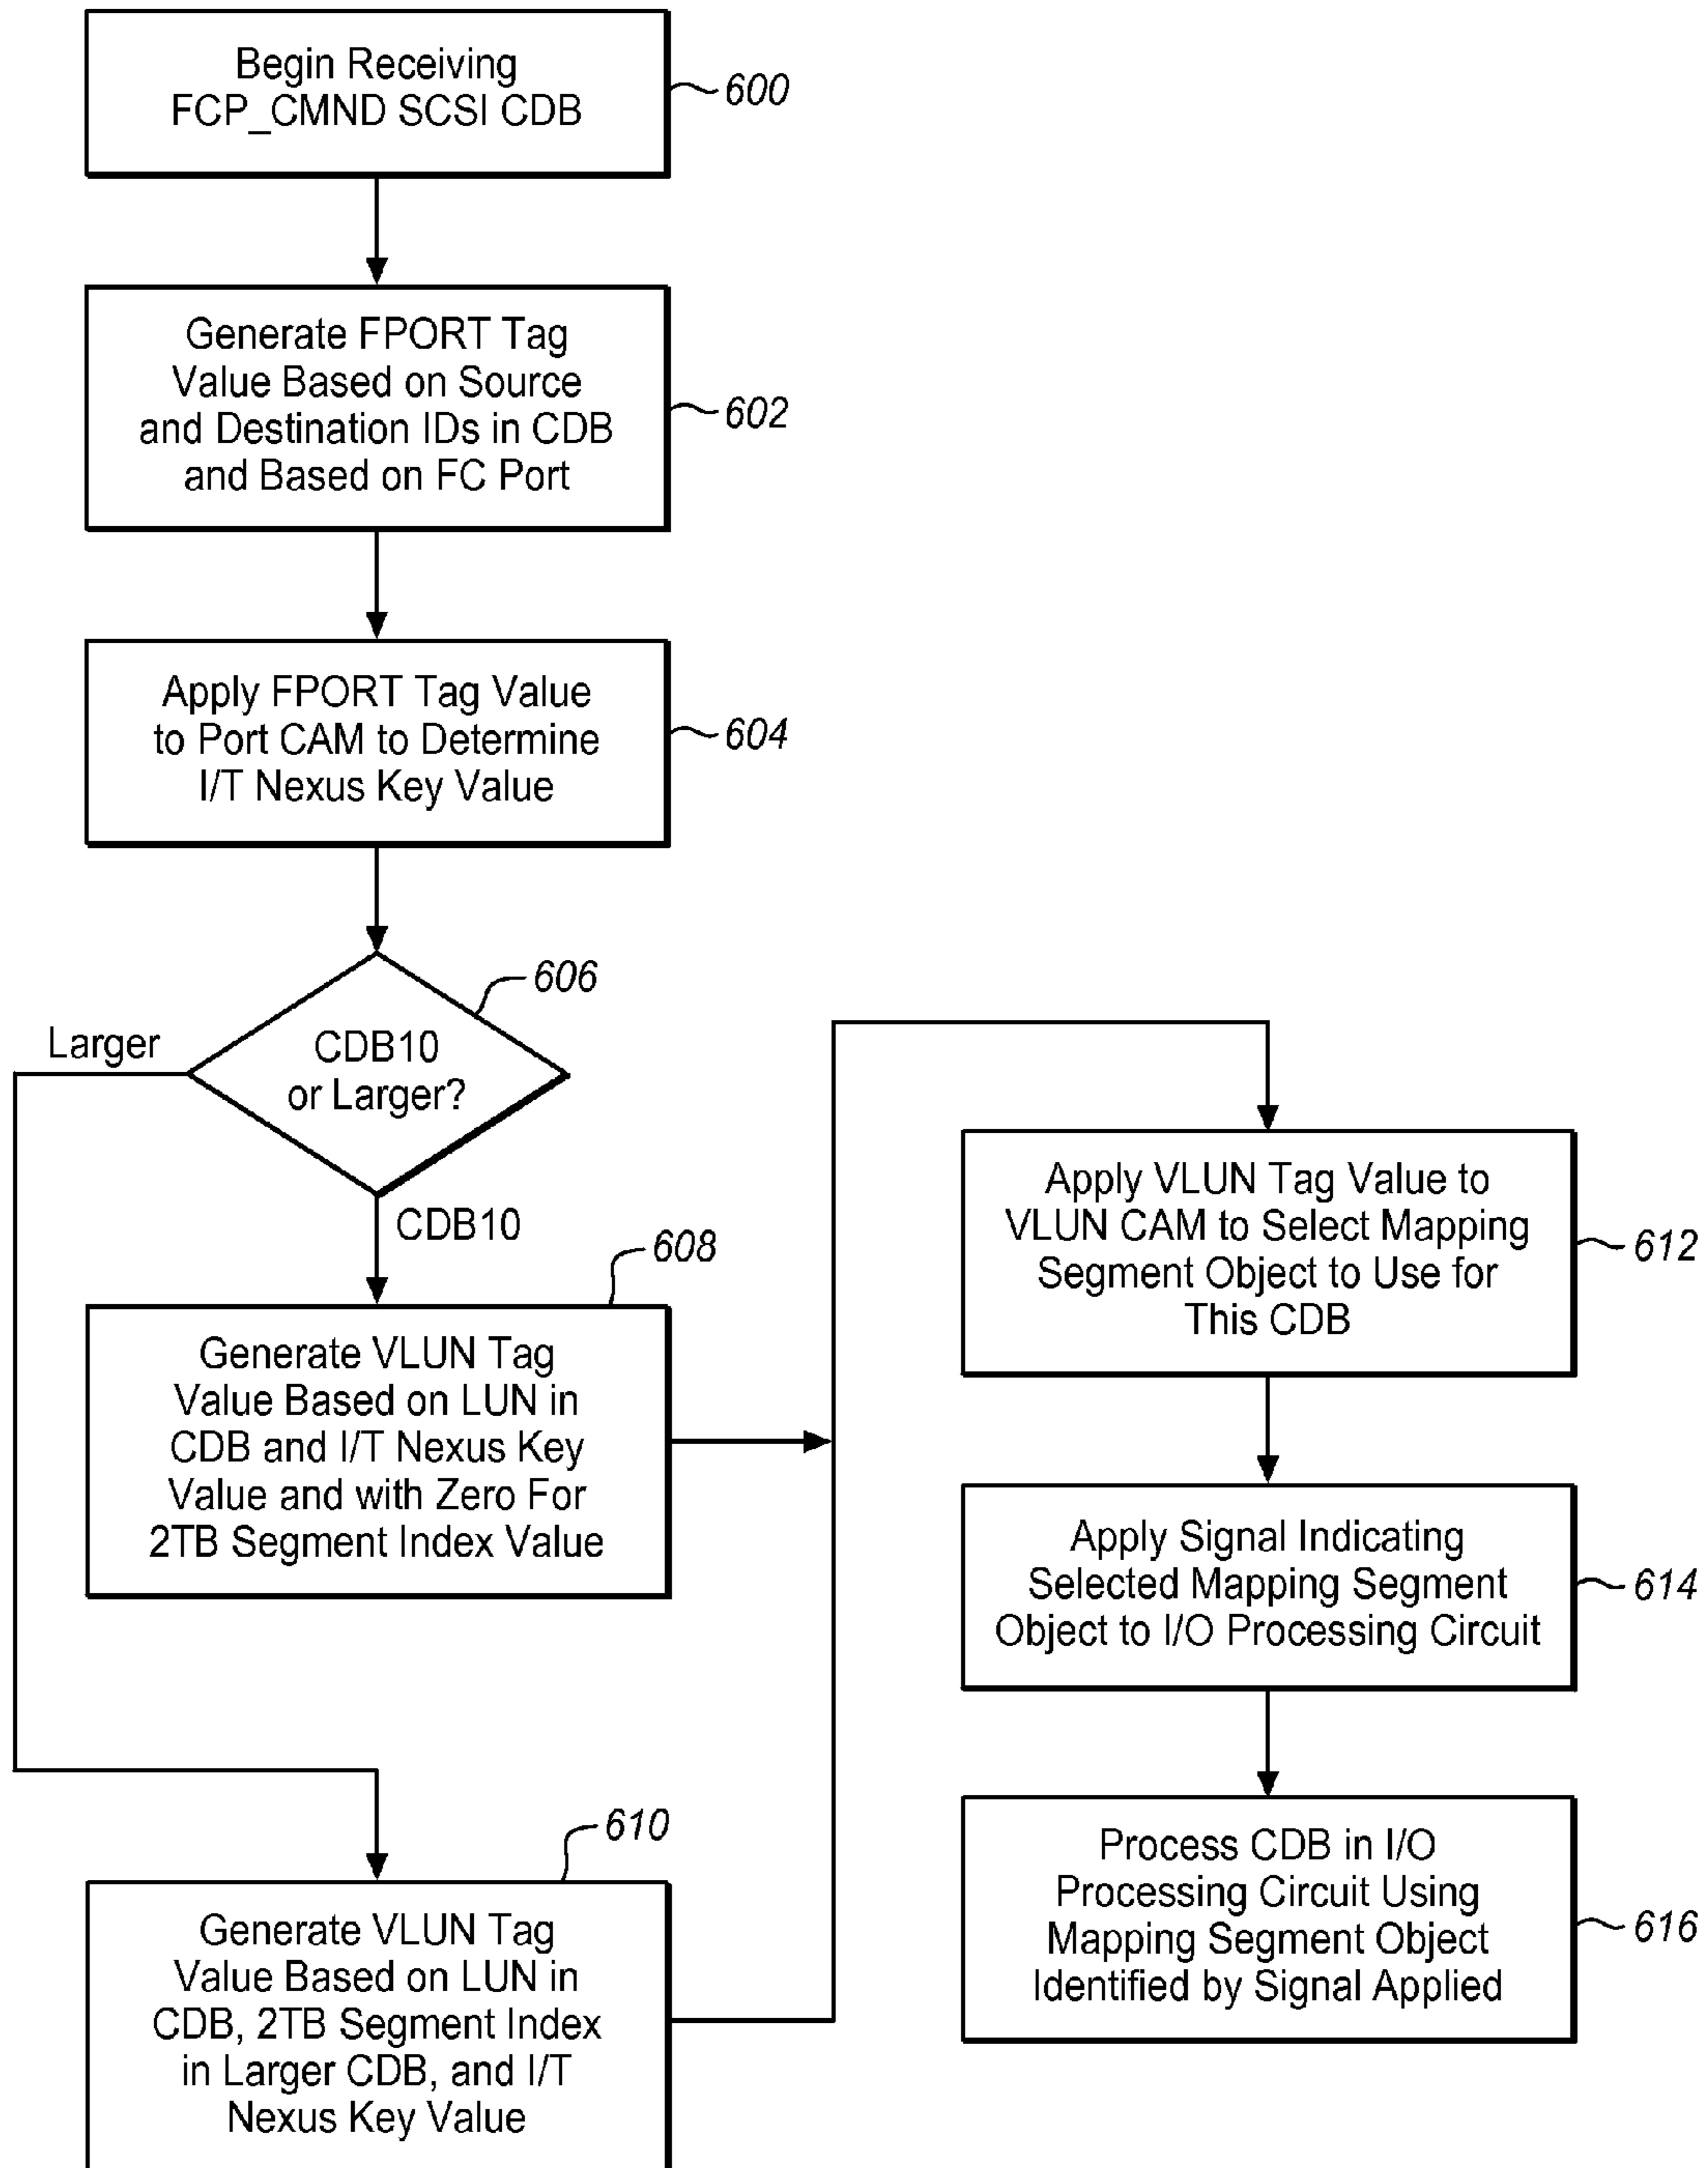 Begin Receiving
FCP_CMND SCSI CDB
600
Generate FPORT Tag
Value Based on Source
and Destination IDs in CDB
and Based on FC Port
602
Apply FPORT Tag Value
to Port CAM to Determine
I/T Nexus Key Value
604
606
Larger
CDB10
or Larger?
CDB10
608
Generate VLUN Tag
Value Based on LUN in
CDB and I/T Nexus Key
Value and with Zero For
2TB Segment Index Value
610
Generate VLUN Tag
Value Based on LUN in
CDB, 2TB Segment Index
in Larger CDB, and I/T
Nexus Key Value
Apply VLUN Tag Value to
VLUN CAM to Select Mapping
Segment Object to Use for
This CDB
612
Apply Signal Indicating
Selected Mapping Segment
Object to I/O Processing Circuit
614
Process CDB in I/O
Processing Circuit Using
Mapping Segment Object
Identified by Signal Applied
616